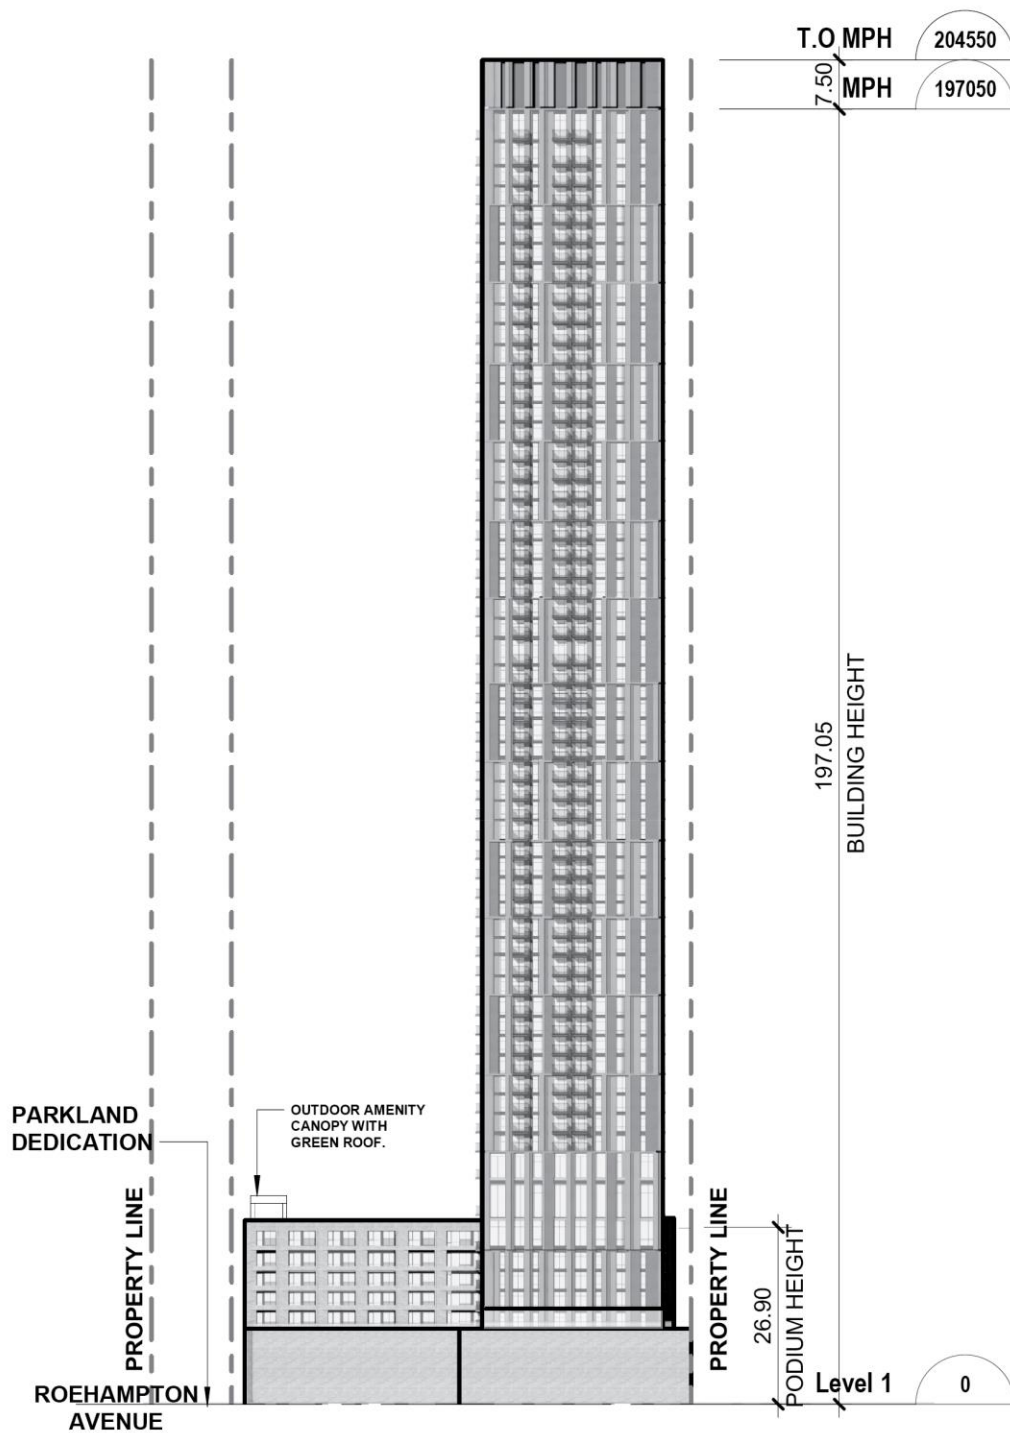 T.O MPH 204550
7.50
MPH 197050
197.05
BUILDING HEIGHT
OUTDOOR AMENITY
CANOPY WITH
GREEN ROOF.
PARKLAND
DEDICATION
PROPERTY LINE
PROPERTY LINE
26.90
PODIUM HEIGHT
Level 1 0
ROEHAMPTON
AVENUE